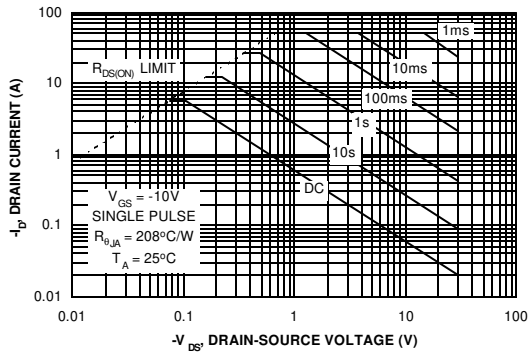 100
10
1
0.1
0.01
-I_D, DRAIN CURRENT (A)
R_DS(ON) LIMIT
1ms
10ms
100ms
1s
10s
DC
V_GS = -10V
SINGLE PULSE
R_θJA = 208°C/W
T_A = 25°C
0.01
0.1
1
10
100
-V_DS, DRAIN-SOURCE VOLTAGE (V)